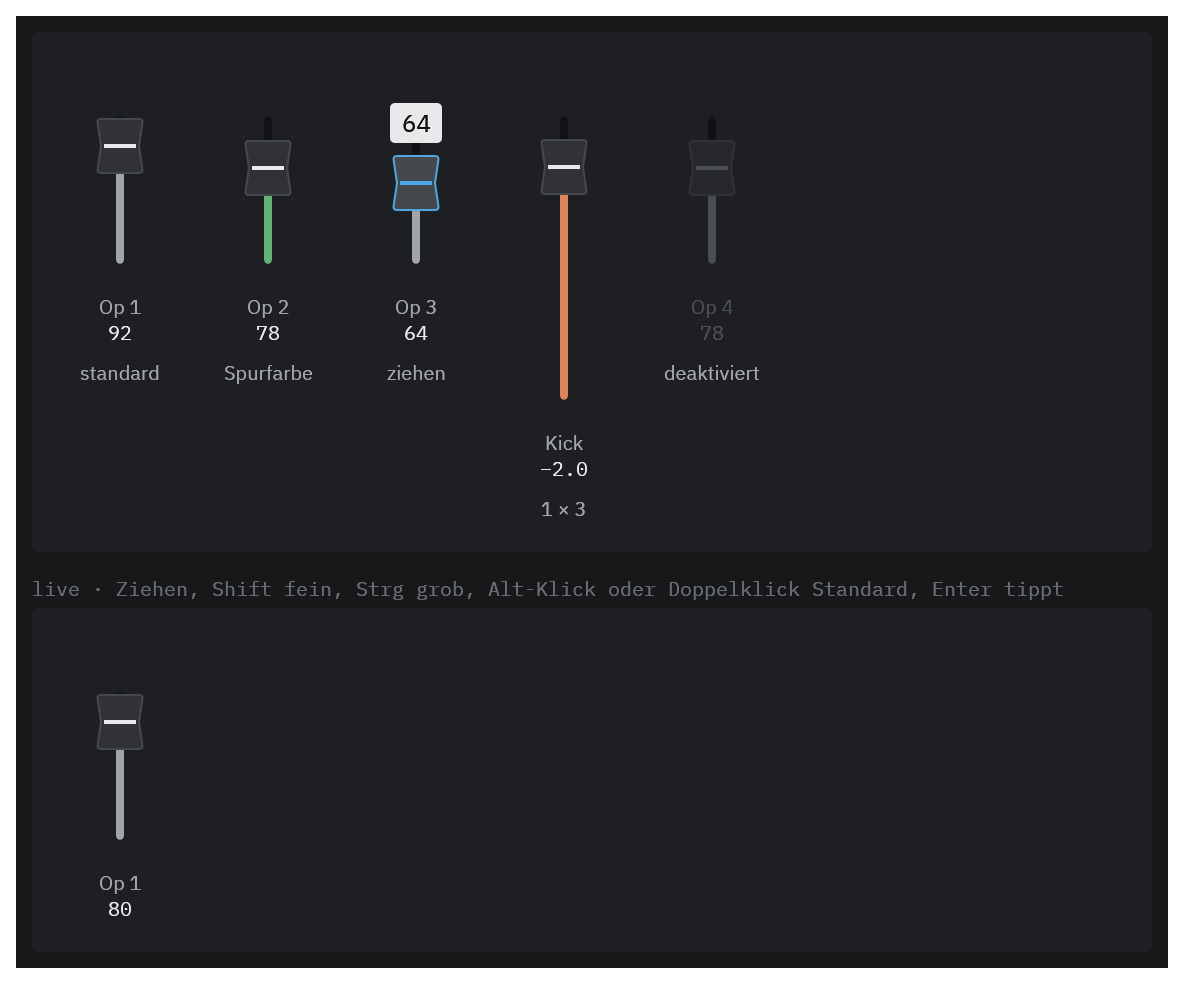 64
Op 1
92
standard
Op 2
78
Spurfarbe
Op 3
64
ziehen
Kick
−2.0
1 × 3
Op 4
78
deaktiviert
live · Ziehen, Shift fein, Strg grob, Alt-Klick oder Doppelklick Standard, Enter tippt
Op 1
80